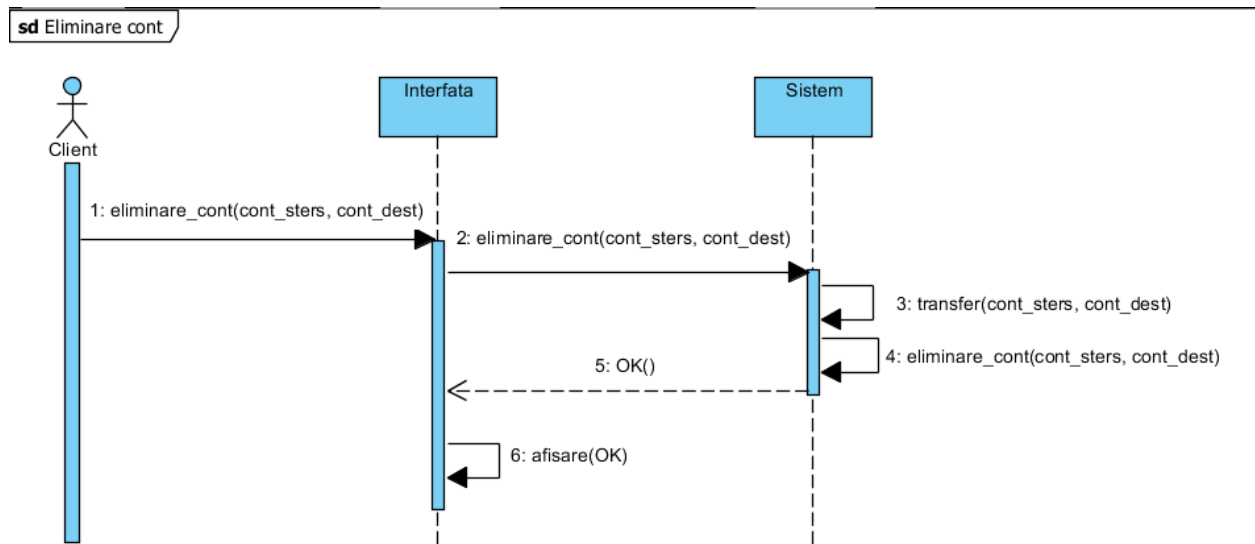 sd Eliminare cont
Client
Interfata
Sistem
1: eliminare_cont(cont_sters, cont_dest)
2: eliminare_cont(cont_sters, cont_dest)
3: transfer(cont_sters, cont_dest)
4: eliminare_cont(cont_sters, cont_dest)
5: OK()
6: afisare(OK)